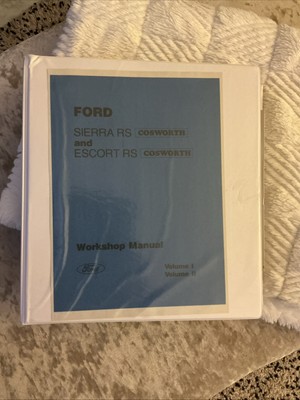 FORD
SIERRA RS COSWORTH
and
ESCORT RS COSWORTH
Workshop Manual
Ford
Volume I
Volume II